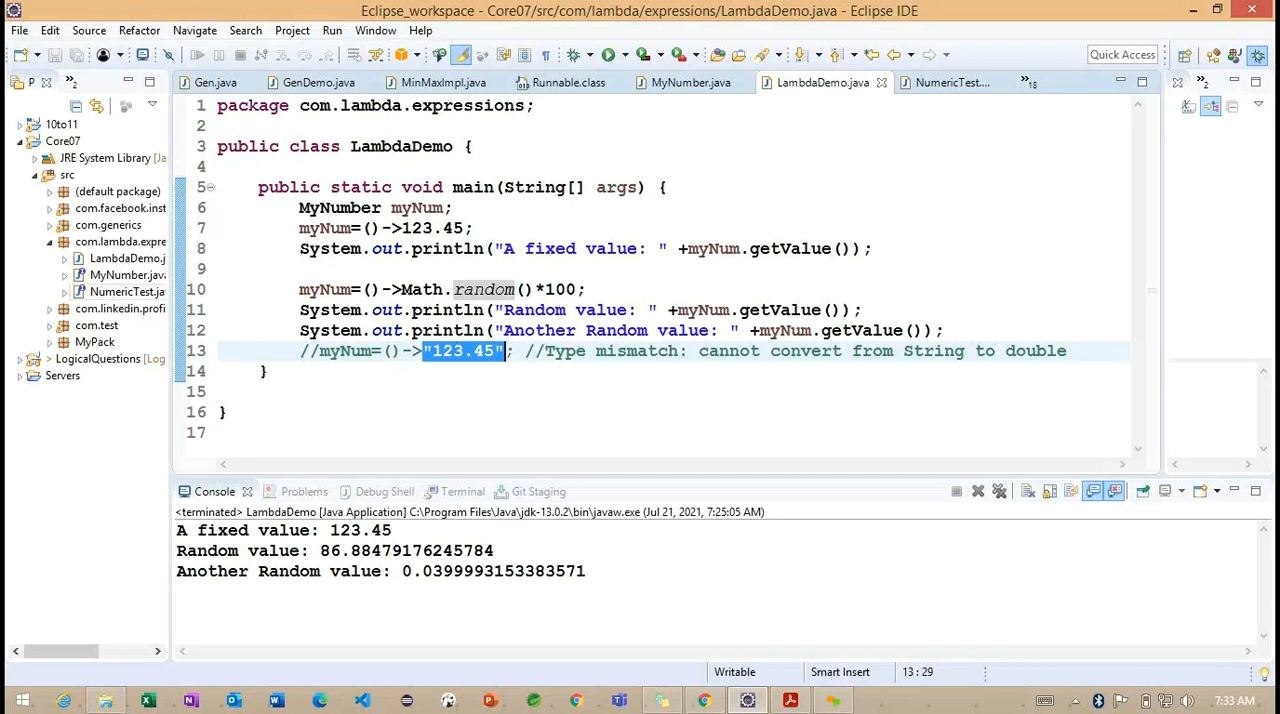 Eclipse_workspace - Core07/src/com/lambda/expressions/LambdaDemo.java - Eclipse IDE
File Edit Source Refactor Navigate Search Project Run Window Help
Quick Access
P
»2
Gen.java GenDemo.java MinMaxImpl.java Runnable.class MyNumber.java LambdaDemo.java NumericTest.... »18
»2
10to11
Core07
JRE System Library [Ja
src
(default package)
com.facebook.inst
com.generics
com.lambda.expre
LambdaDemo.j
MyNumber.java
NumericTest.ja
com.linkedin.profi
com.test
MyPack
LogicalQuestions [
Servers
1 package com.lambda.expressions;
2
3 public class LambdaDemo {
4
5 public static void main(String[] args) {
6 MyNumber myNum;
7 myNum=()->123.45;
8 System.out.println("A fixed value: " +myNum.getValue());
9
10 myNum=()->Math.random()*100;
11 System.out.println("Random value: " +myNum.getValue());
12 System.out.println("Another Random value: " +myNum.getValue());
13 //myNum=()->"123.45"; //Type mismatch: cannot convert from String to double
14 }
15
16 }
17
Console Problems Debug Shell Terminal Git Staging
<terminated> LambdaDemo [Java Application] C:\Program Files\Java\jdk-13.0.2\bin\javaw.exe (Jul 21, 2021, 7:25:05 AM)
A fixed value: 123.45
Random value: 86.88479176245784
Another Random value: 0.0399993153383571
Writable Smart Insert 13 : 29
7:33 AM